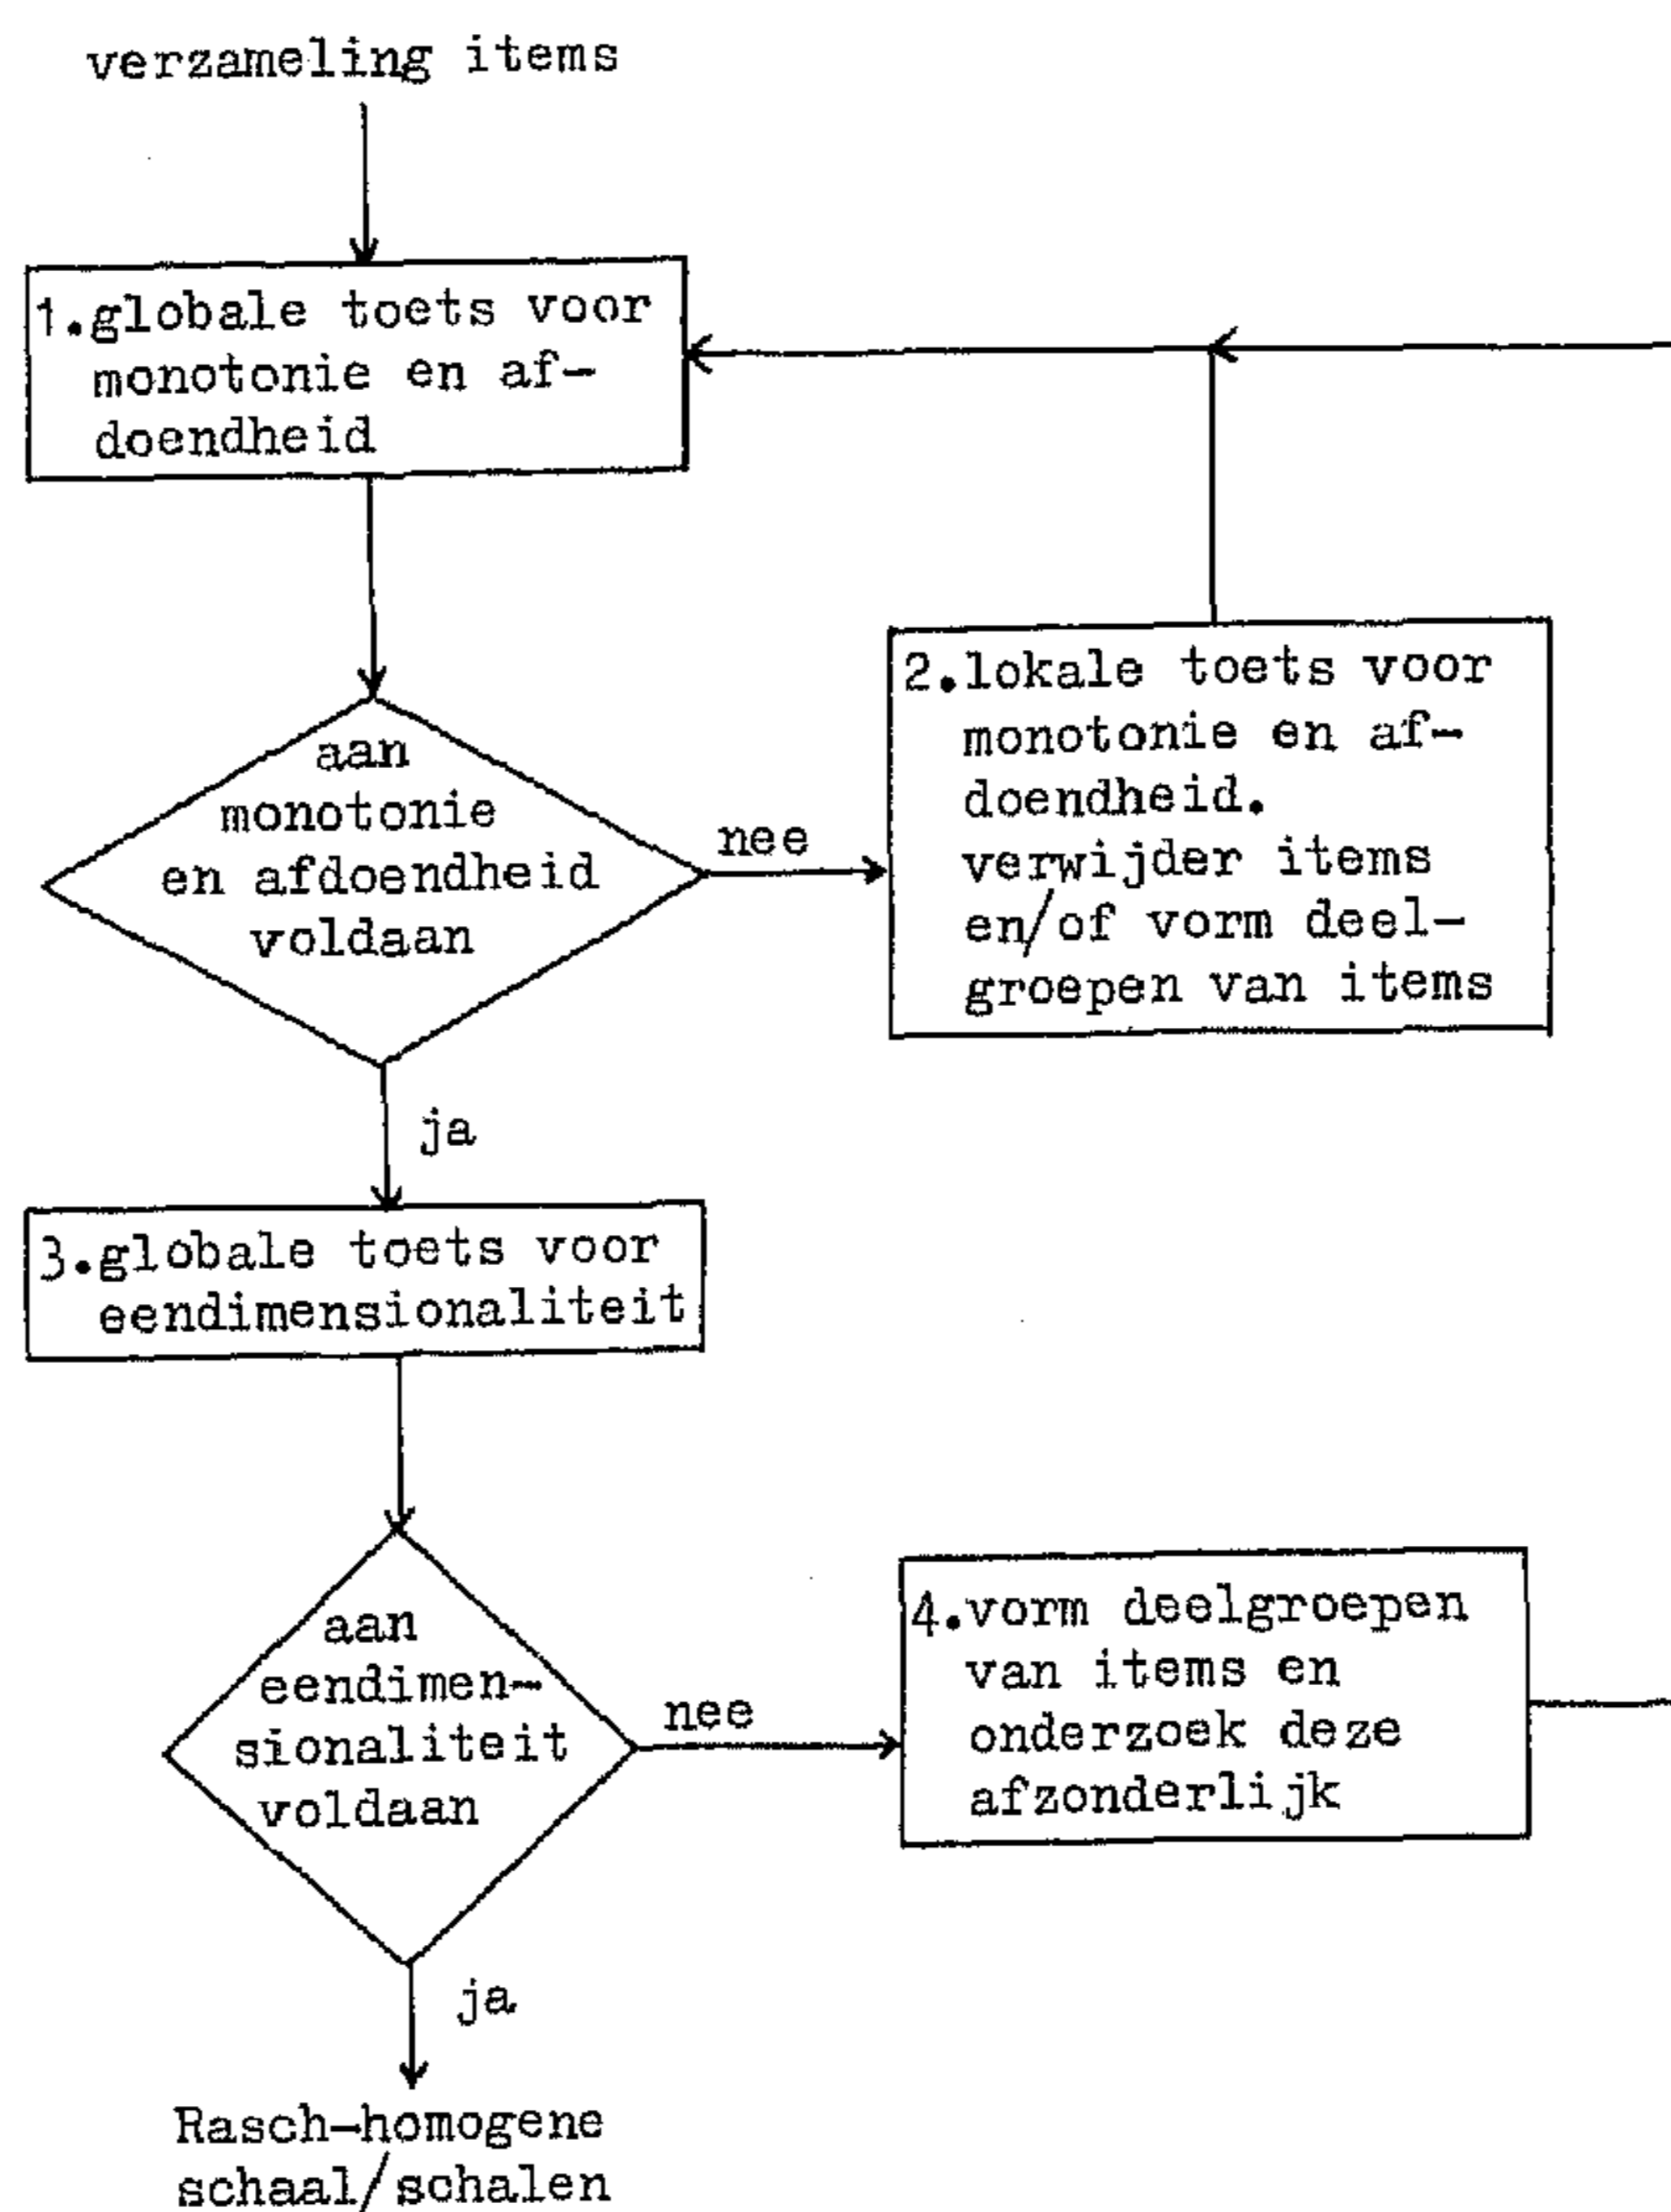 verzameling items
1.globale toets voor
monotonie en af-
doendheid
aan
monotonie
en afdoendheid
voldaan
nee
2.lokale toets voor
monotonie en af-
doendheid.
verwijder items
en/of vorm deel-
groepen van items
ja
3.globale toets voor
eendimensionaliteit
aan
eendimen-
sionaliteit
voldaan
nee
4.vorm deelgroepen
van items en
onderzoek deze
afzonderlijk
ja
Rasch-homogene
schaal/schalen